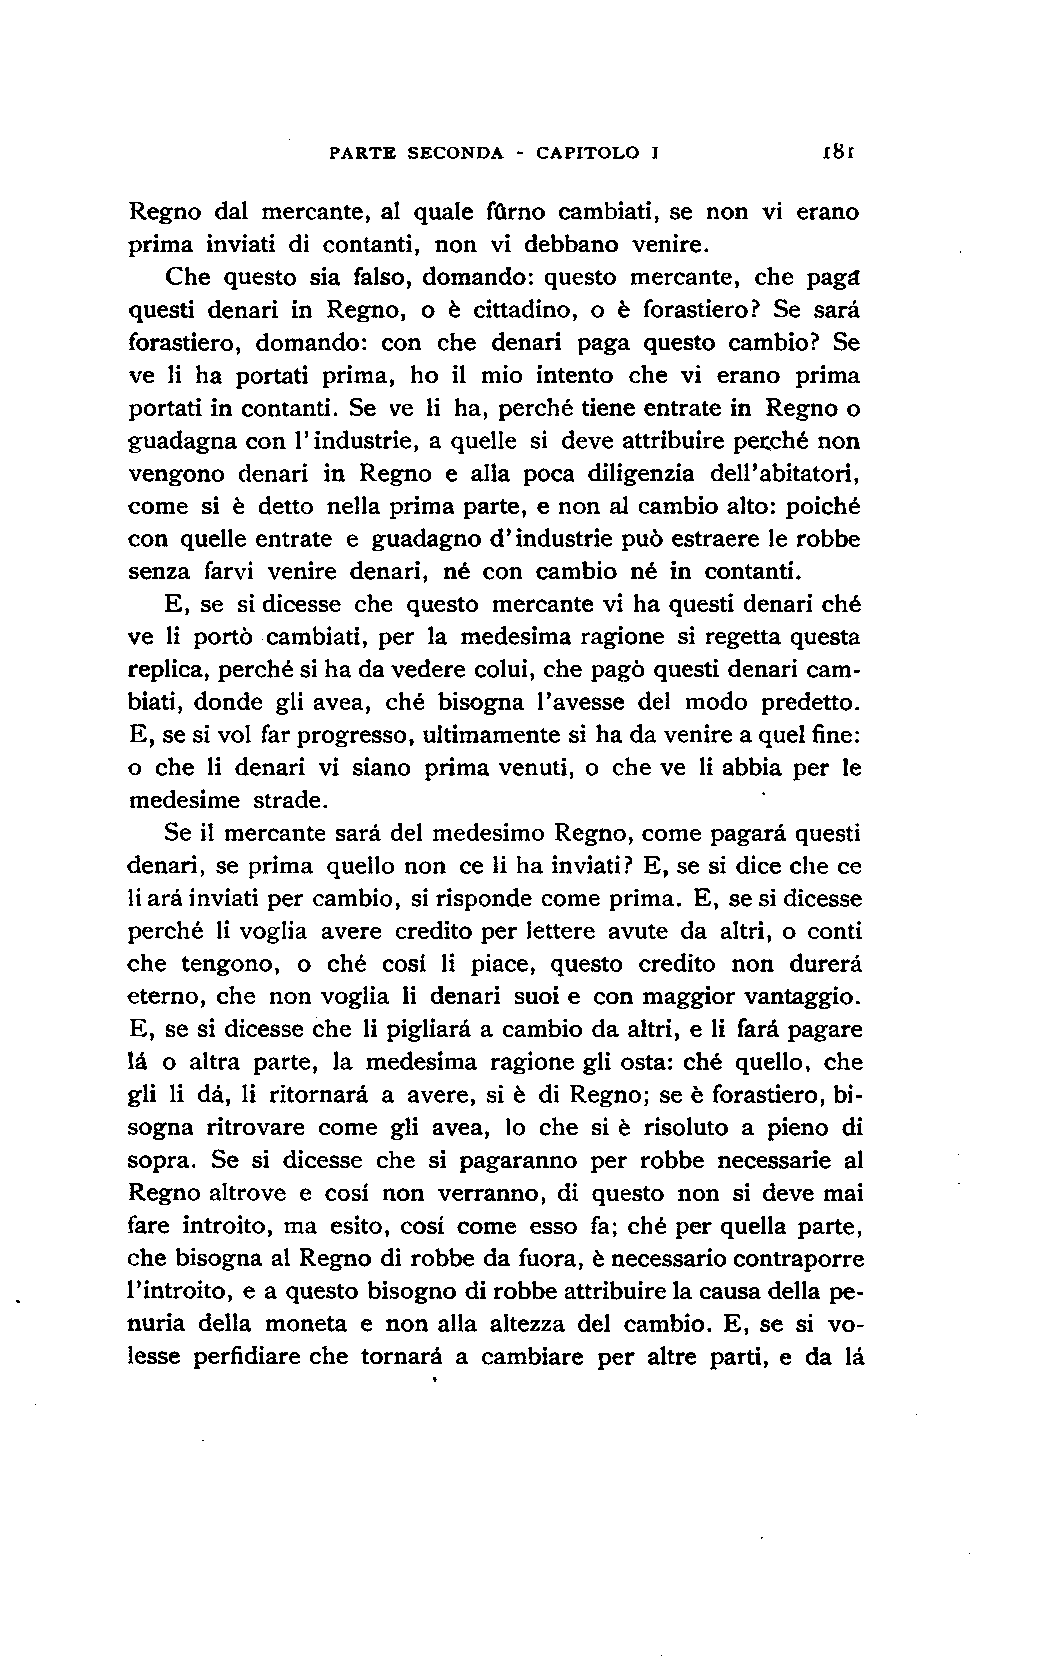 PARTE SECONDA - CAPITOLO I 181
Regno dal mercante, al quale fûrno cambiati, se non vi erano
prima inviati di contanti, non vi debbano venire.
Che questo sia falso, domando: questo mercante, che paga
questi denari in Regno, o è cittadino, o è forastiero? Se sará
forastiero, domando: con che denari paga questo cambio? Se
ve li ha portati prima, ho il mio intento che vi erano prima
portati in contanti. Se ve li ha, perché tiene entrate in Regno o
guadagna con l'industrie, a quelle si deve attribuire perché non
vengono denari in Regno e alla poca diligenzia dell'abitatori,
come si è detto nella prima parte, e non al cambio alto: poiché
con quelle entrate e guadagno d'industrie può estraere le robbe
senza farvi venire denari, né con cambio né in contanti.
E, se si dicesse che questo mercante vi ha questi denari ché
ve li portò cambiati, per la medesima ragione si regetta questa
replica, perché si ha da vedere colui, che pagò questi denari cam-
biati, donde gli avea, ché bisogna l'avesse del modo predetto.
E, se si vol far progresso, ultimamente si ha da venire a quel fine:
o che li denari vi siano prima venuti, o che ve li abbia per le
medesime strade.
Se il mercante sará del medesimo Regno, come pagará questi
denari, se prima quello non ce li ha inviati? E, se si dice che ce
li ará inviati per cambio, si risponde come prima. E, se si dicesse
perché li voglia avere credito per lettere avute da altri, o conti
che tengono, o ché cosí li piace, questo credito non durerá
eterno, che non voglia li denari suoi e con maggior vantaggio.
E, se si dicesse che li pigliará a cambio da altri, e li fará pagare
lá o altra parte, la medesima ragione gli osta: ché quello, che
gli li dá, li ritornará a avere, si è di Regno; se è forastiero, bi-
sogna ritrovare come gli avea, lo che si è risoluto a pieno di
sopra. Se si dicesse che si pagaranno per robbe necessarie al
Regno altrove e cosí non verranno, di questo non si deve mai
fare introito, ma esito, cosí come esso fa; ché per quella parte,
che bisogna al Regno di robbe da fuora, è necessario contraporre
l'introito, e a questo bisogno di robbe attribuire la causa della pe-
nuria della moneta e non alla altezza del cambio. E, se si vo-
lesse perfidiare che tornará a cambiare per altre parti, e da lá